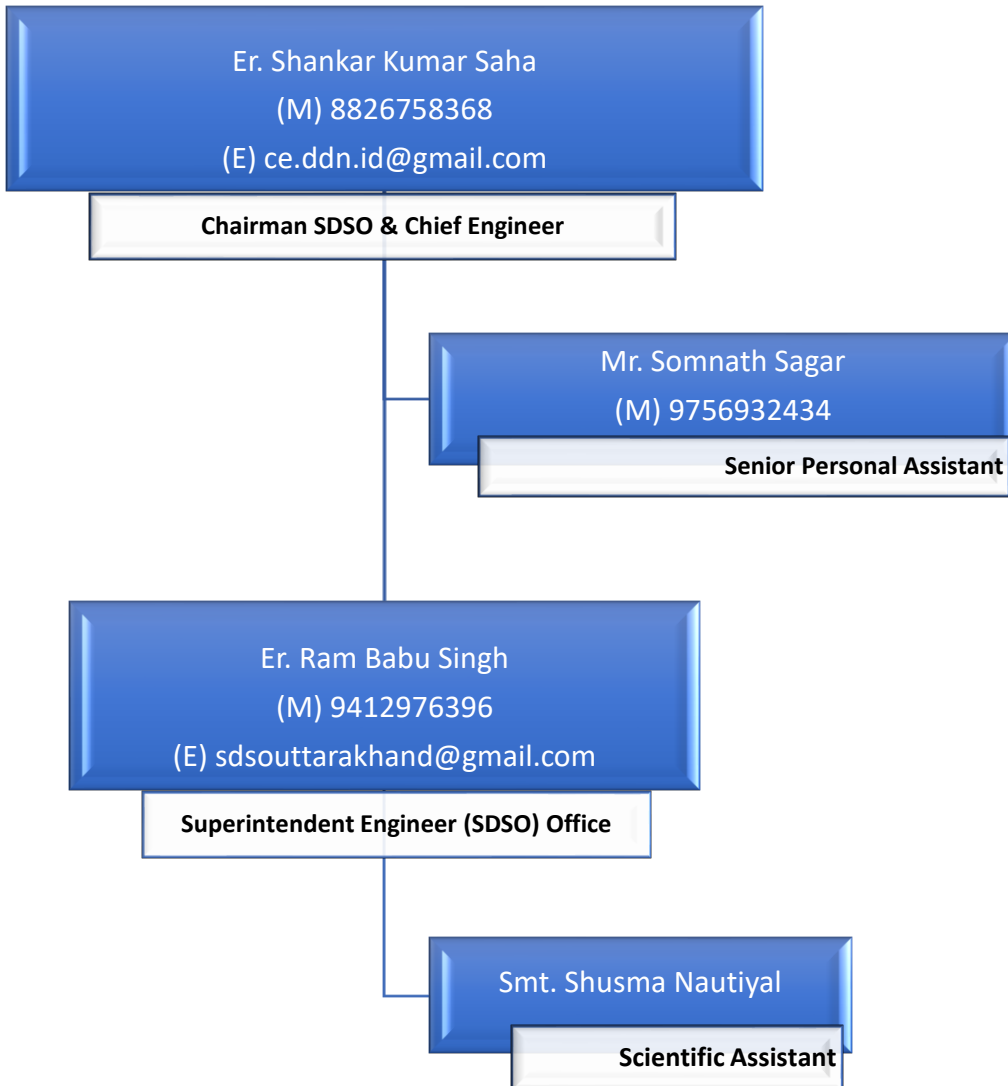 Er. Shankar Kumar Saha
(M) 8826758368
(E) ce.ddn.id@gmail.com
Chairman SDSO & Chief Engineer
Mr. Somnath Sagar
(M) 9756932434
Senior Personal Assistant
Er. Ram Babu Singh
(M) 9412976396
(E) sdsouttarakhand@gmail.com
Superintendent Engineer (SDSO) Office
Smt. Shusma Nautiyal
Scientific Assistant